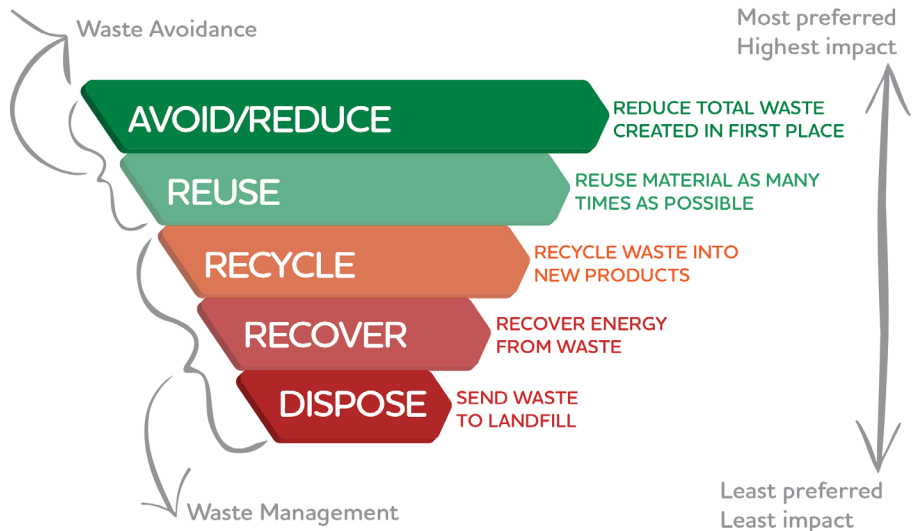 Waste Avoidance
Most preferred
Highest impact
AVOID/REDUCE
REDUCE TOTAL WASTE
CREATED IN FIRST PLACE
REUSE
REUSE MATERIAL AS MANY
TIMES AS POSSIBLE
RECYCLE
RECYCLE WASTE INTO
NEW PRODUCTS
RECOVER
RECOVER ENERGY
FROM WASTE
DISPOSE
SEND WASTE
TO LANDFILL
Waste Management
Least preferred
Least impact